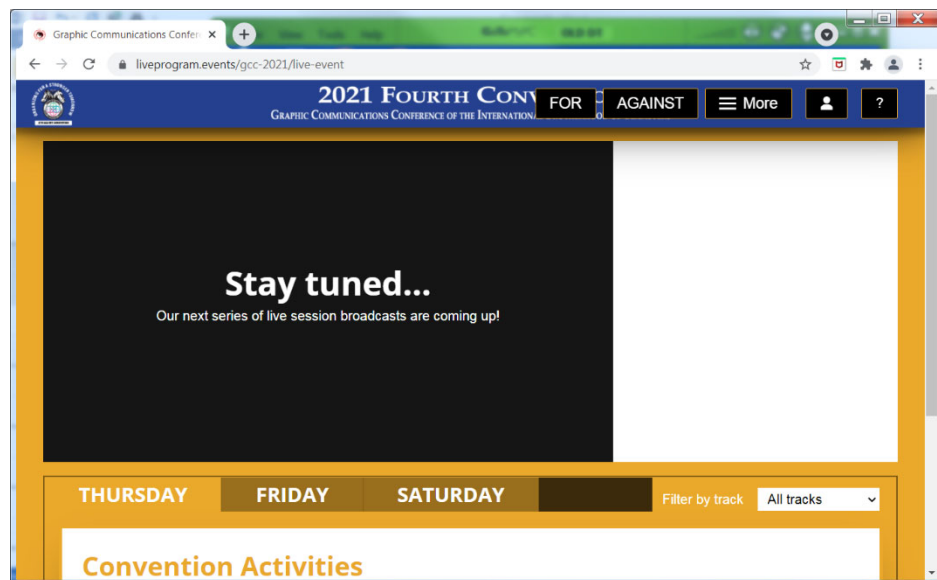 Graphic Communications Confere
liveprogram.events/gcc-2021/live-event
2021 FOURTH CONV
FOR
AGAINST
More
?
GRAPHIC COMMUNICATIONS CONFERENCE OF THE INTERNATION
Stay tuned...
Our next series of live session broadcasts are coming up!
THURSDAY
FRIDAY
SATURDAY
Filter by track
All tracks
Convention Activities